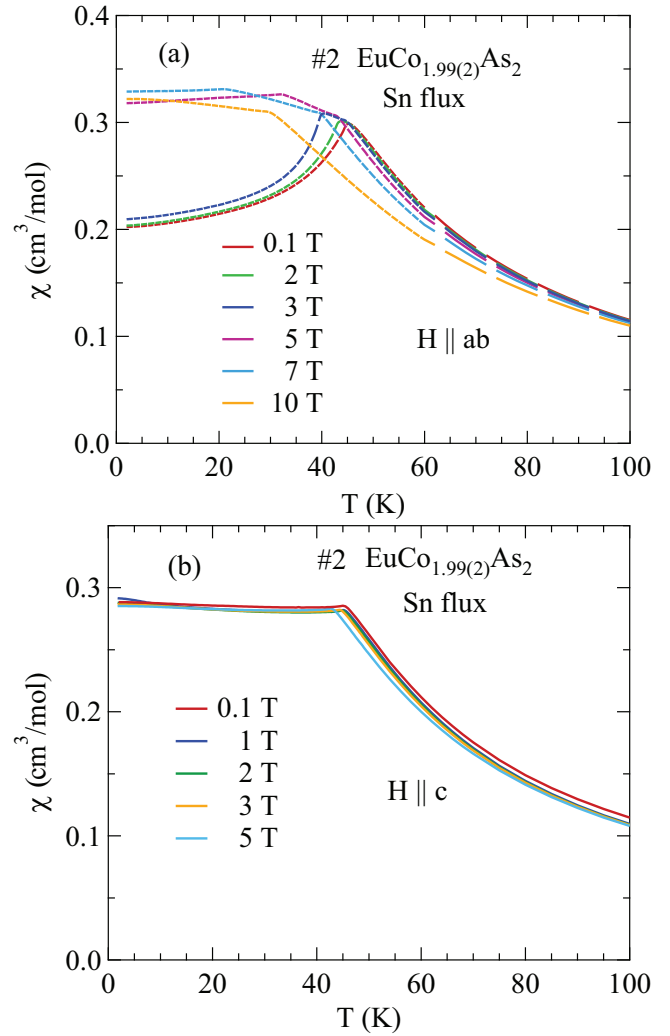 (a)
#2 EuCo1.99(2)As2
Sn flux
χ (cm3/mol)
0.4
0.3
0.2
0.1
0.0
0.1 T
2 T
3 T
5 T
7 T
10 T
H || ab
0 20 40 60 80 100
T (K)
(b)
#2 EuCo1.99(2)As2
Sn flux
χ (cm3/mol)
0.3
0.2
0.1
0.0
0.1 T
1 T
2 T
3 T
5 T
H || c
0 20 40 60 80 100
T (K)